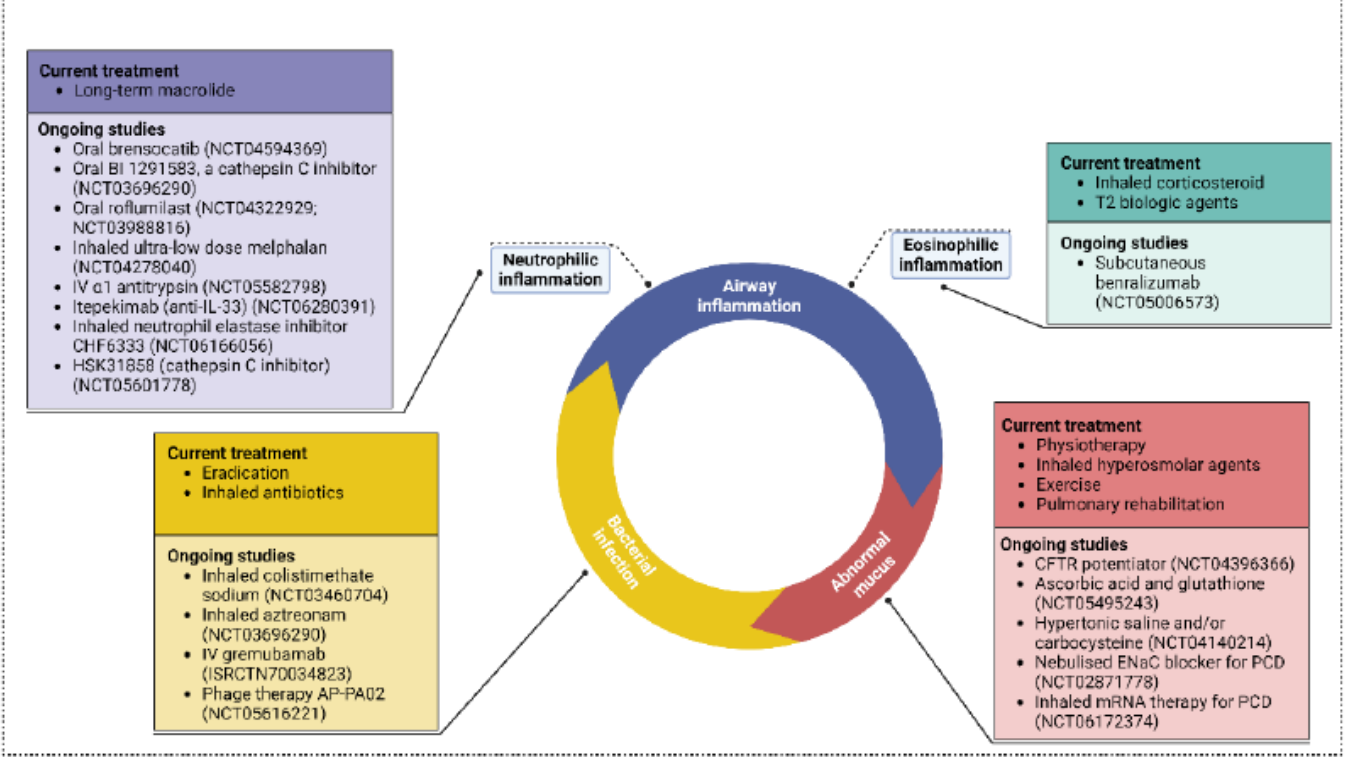 Current treatment
• Long-term macrolide
Ongoing studies
• Oral brensocatib (NCT04594369)
• Oral BI 1291583, a cathepsin C inhibitor
(NCT03696290)
• Oral roflumilast (NCT04322929;
NCT03988816)
• Inhaled ultra-low dose melphalan
(NCT04278040)
• IV α1 antitrypsin (NCT05582798)
• Itepekimab (anti-IL-33) (NCT06280391)
• Inhaled neutrophil elastase inhibitor
CHF6333 (NCT06166056)
• HSK31858 (cathepsin C inhibitor)
(NCT05601778)
Neutrophilic
inflammation
Airway
inflammation
Eosinophilic
inflammation
Current treatment
• Inhaled corticosteroid
• T2 biologic agents
Ongoing studies
• Subcutaneous
benralizumab
(NCT05006573)
Current treatment
• Eradication
• Inhaled antibiotics
Ongoing studies
• Inhaled colistimethate
sodium (NCT03460704)
• Inhaled aztreonam
(NCT03696290)
• IV gremubamab
(ISRCTN70034823)
• Phage therapy AP-PA02
(NCT05616221)
Bacterial
infection
Abnormal
mucus
Current treatment
• Physiotherapy
• Inhaled hyperosmolar agents
• Exercise
• Pulmonary rehabilitation
Ongoing studies
• CFTR potentiator (NCT04396366)
• Ascorbic acid and glutathione
(NCT05495243)
• Hypertonic saline and/or
carbocysteine (NCT04140214)
• Nebulised ENaC blocker for PCD
(NCT02871778)
• Inhaled mRNA therapy for PCD
(NCT06172374)